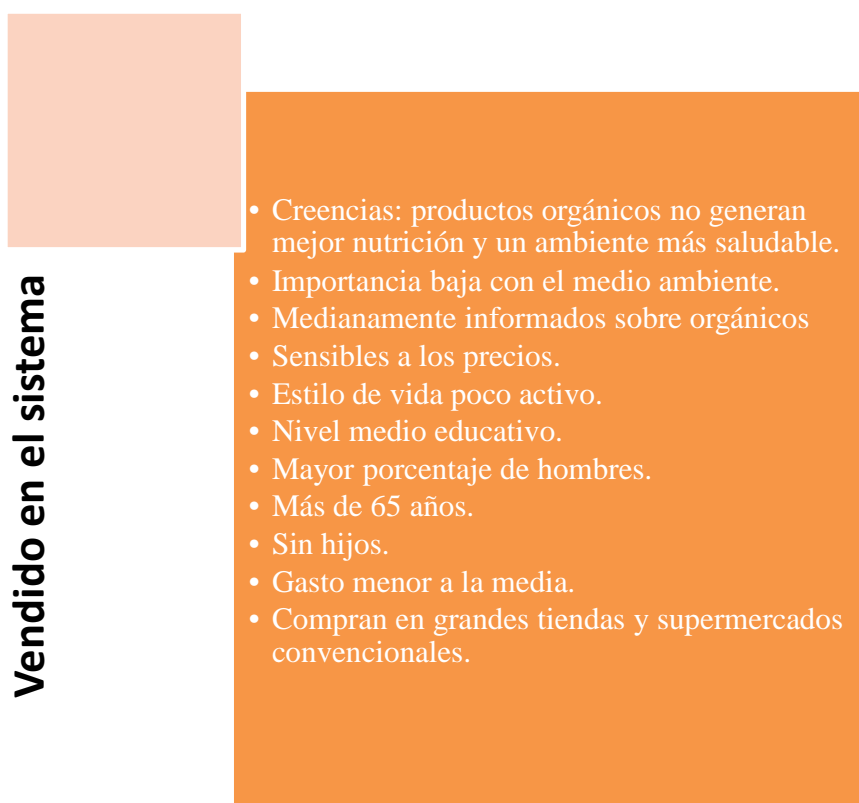 Vendido en el sistema
• Creencias: productos orgánicos no generan
mejor nutrición y un ambiente más saludable.
• Importancia baja con el medio ambiente.
• Medianamente informados sobre orgánicos
• Sensibles a los precios.
• Estilo de vida poco activo.
• Nivel medio educativo.
• Mayor porcentaje de hombres.
• Más de 65 años.
• Sin hijos.
• Gasto menor a la media.
• Compran en grandes tiendas y supermercados
convencionales.